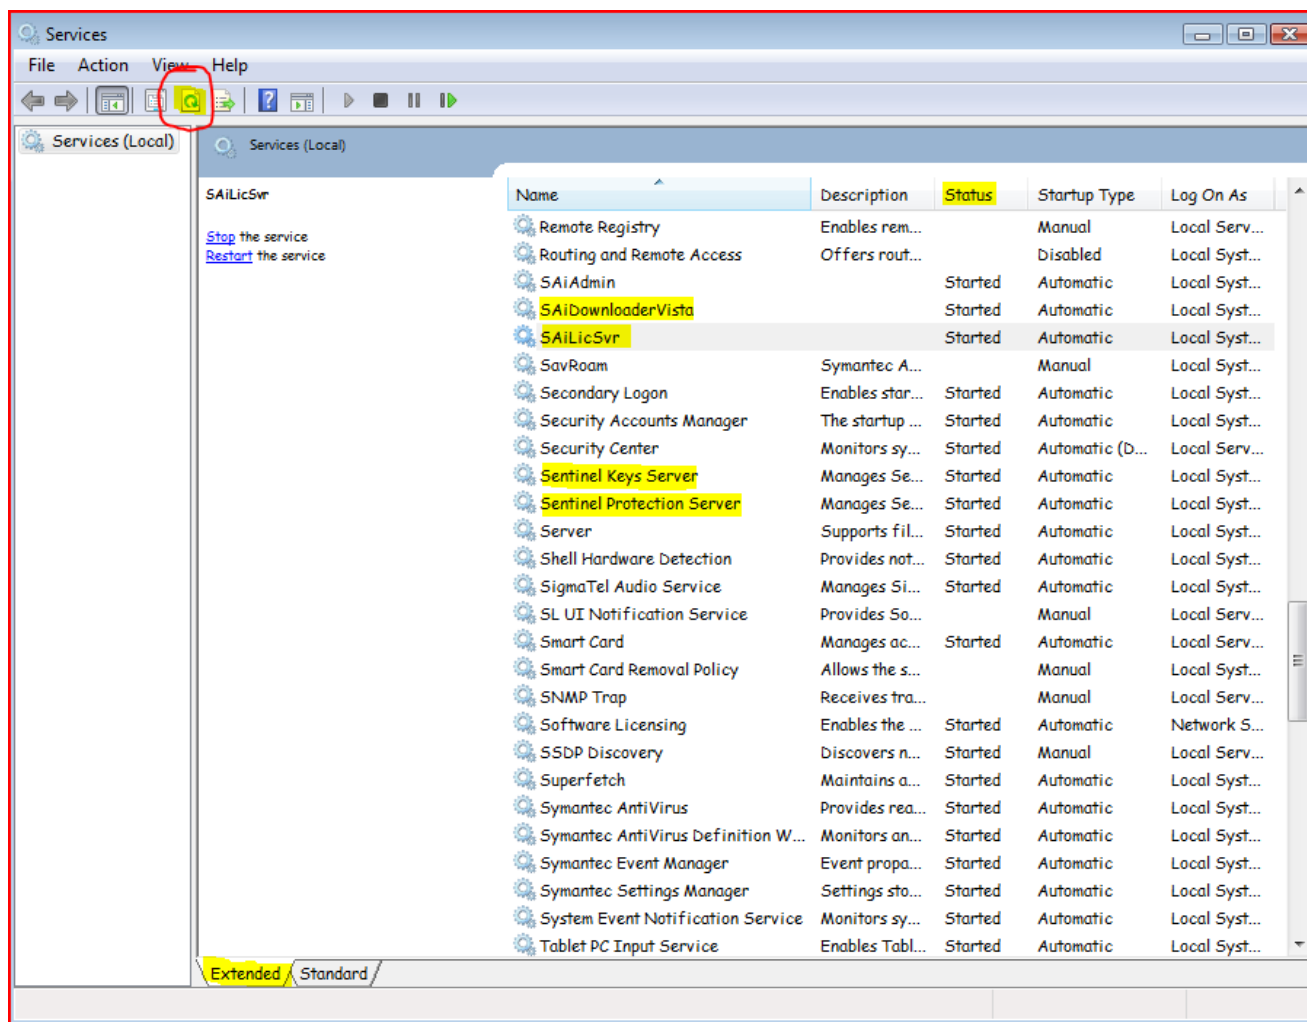 Services
File Action View Help
Services (Local)
Services (Local)
SAiLicSvr
Stop the service
Restart the service
Name Description Status Startup Type Log On As
Remote Registry Enables rem... Manual Local Serv...
Routing and Remote Access Offers rout... Disabled Local Syst...
SAiAdmin Started Automatic Local Syst...
SAiDownloaderVista Started Automatic Local Syst...
SAiLicSvr Started Automatic Local Syst...
SavRoam Symantec A... Manual Local Syst...
Secondary Logon Enables star... Started Automatic Local Syst...
Security Accounts Manager The startup ... Started Automatic Local Syst...
Security Center Monitors sy... Started Automatic (D... Local Serv...
Sentinel Keys Server Manages Se... Started Automatic Local Syst...
Sentinel Protection Server Manages Se... Started Automatic Local Syst...
Server Supports fil... Started Automatic Local Syst...
Shell Hardware Detection Provides not... Started Automatic Local Syst...
SigmaTel Audio Service Manages Si... Started Automatic Local Syst...
SL UI Notification Service Provides So... Manual Local Serv...
Smart Card Manages ac... Started Automatic Local Serv...
Smart Card Removal Policy Allows the s... Manual Local Syst...
SNMP Trap Receives tra... Manual Local Serv...
Software Licensing Enables the ... Started Automatic Network S...
SSDP Discovery Discovers n... Started Manual Local Serv...
Superfetch Maintains a... Started Automatic Local Syst...
Symantec AntiVirus Provides rea... Started Automatic Local Syst...
Symantec AntiVirus Definition W... Monitors an... Started Automatic Local Syst...
Symantec Event Manager Event propa... Started Automatic Local Syst...
Symantec Settings Manager Settings sto... Started Automatic Local Syst...
System Event Notification Service Monitors sy... Started Automatic Local Syst...
Tablet PC Input Service Enables Tabl... Started Automatic Local Syst...
Extended Standard